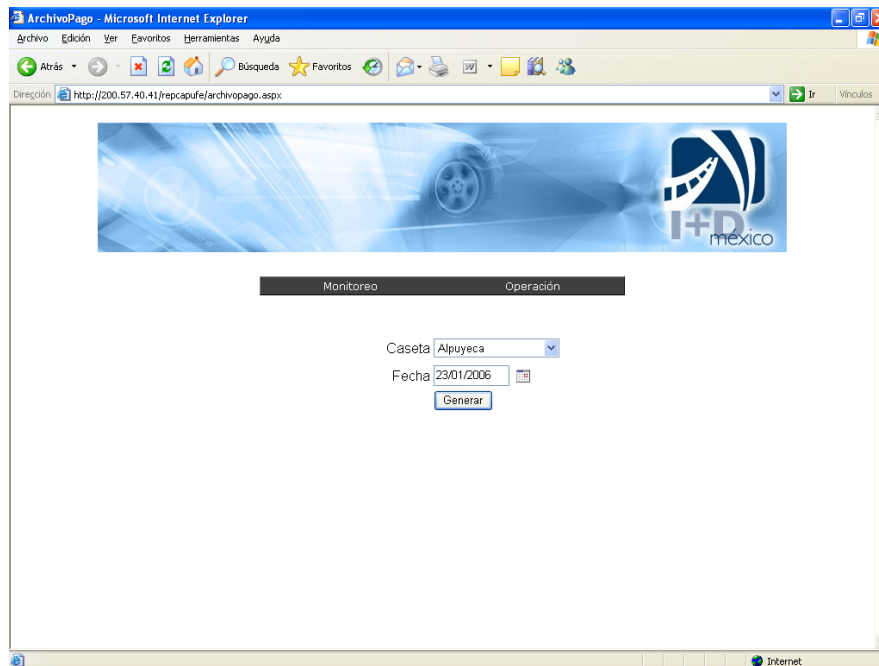 ArchivoPago - Microsoft Internet Explorer
Archivo Edición Ver Favoritos Herramientas Ayuda
Atrás Búsqueda Favoritos
Dirección http://200.57.40.41/repcapufe/archivopago.aspx Ir Vínculos
I+D
méxico
Monitoreo Operación
Caseta Alpuyeca
Fecha 23/01/2006
Generar
Internet